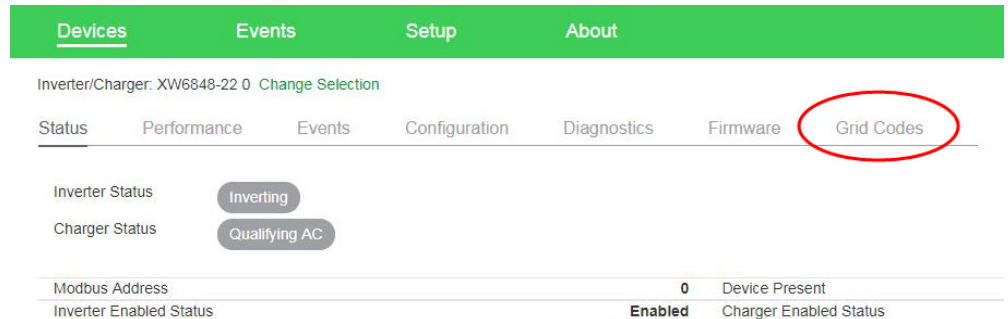 Devices Events Setup About
Inverter/Charger: XW6848-22 0 Change Selection
Status Performance Events Configuration Diagnostics Firmware Grid Codes
Inverter Status Inverting
Charger Status Qualifying AC
Modbus Address 0 Device Present
Inverter Enabled Status Enabled Charger Enabled Status